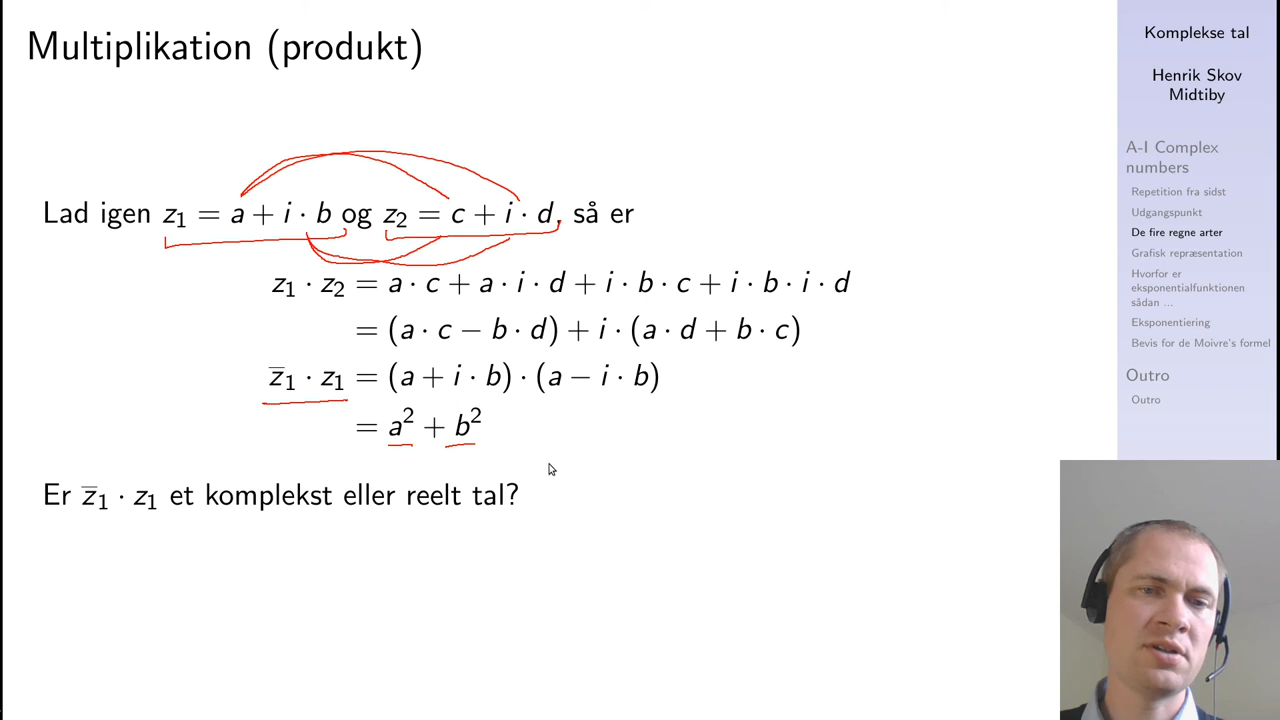 Multiplikation (produkt)
Lad igen z₁ = a + i · b og z₂ = c + i · d, så er
z₁ · z₂ = a · c + a · i · d + i · b · c + i · b · i · d
= (a · c − b · d) + i · (a · d + b · c)
z̅₁ · z₁ = (a + i · b) · (a − i · b)
= a² + b²
Er z̅₁ · z₁ et komplekst eller reelt tal?
Komplekse tal
Henrik Skov
Midtiby
A-I Complex
numbers
Repetition fra sidst
Udgangspunkt
De fire regne arter
Grafisk repræsentation
Hvorfor er
eksponentialfunktionen
sådan ...
Eksponentiering
Bevis for de Moivre's formel
Outro
Outro